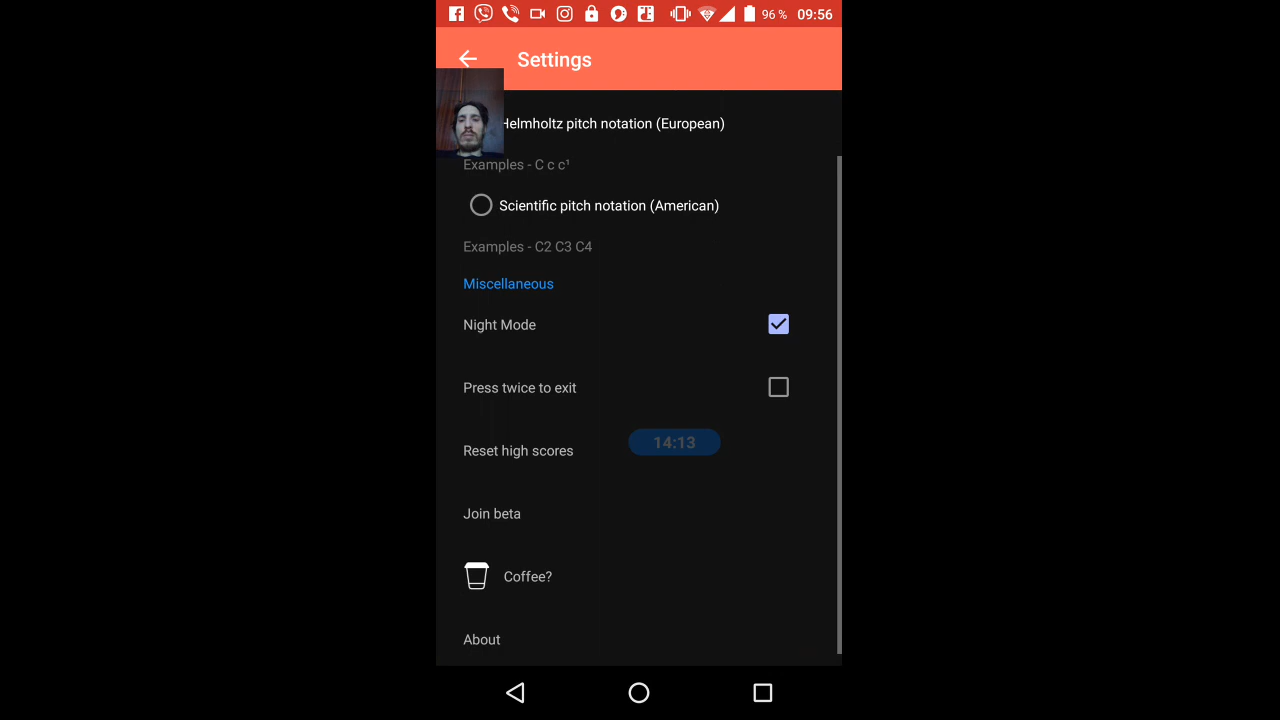 96 % 09:56
Settings
Helmholtz pitch notation (European)
Examples - C c c¹
Scientific pitch notation (American)
Examples - C2 C3 C4
Miscellaneous
Night Mode
Press twice to exit
14:13
Reset high scores
Join beta
Coffee?
About